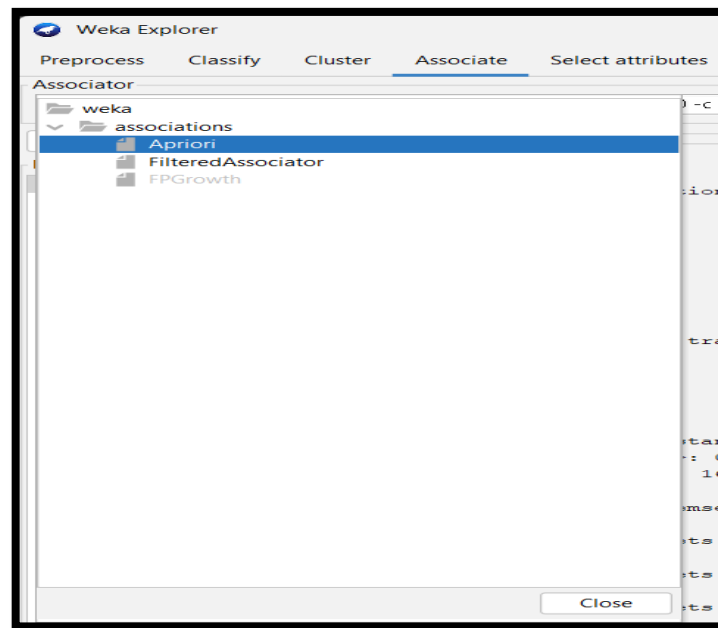 Weka Explorer
Preprocess Classify Cluster Associate Select attributes
Associator
weka
-c
associations
Apriori
FilteredAssociator
FPGrowth
Close